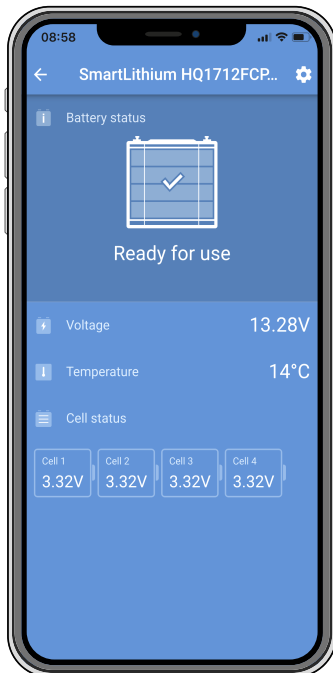 08:58
SmartLithium HQ1712FCP...
Battery status
Ready for use
Voltage 13.28V
Temperature 14°C
Cell status
Cell 1 Cell 2 Cell 3 Cell 4
3.32V 3.32V 3.32V 3.32V